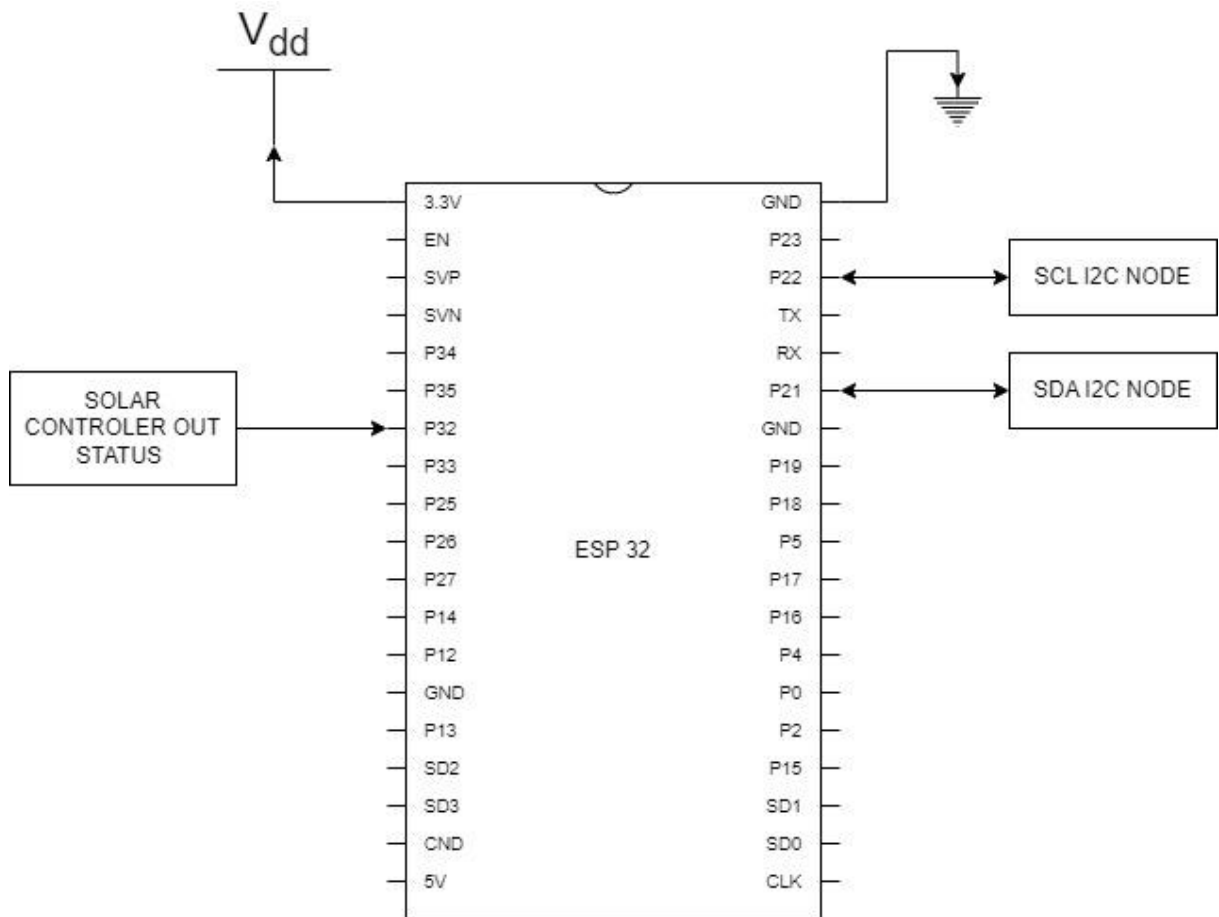 Vdd
3.3V
EN
SVP
SVN
P34
P35
P32
P33
P25
P26
P27
P14
P12
GND
P13
SD2
SD3
CND
5V
SOLAR
CONTROLER OUT
STATUS
ESP 32
GND
P23
P22
TX
RX
P21
GND
P19
P18
P5
P17
P16
P4
P0
P2
P15
SD1
SD0
CLK
SCL I2C NODE
SDA I2C NODE